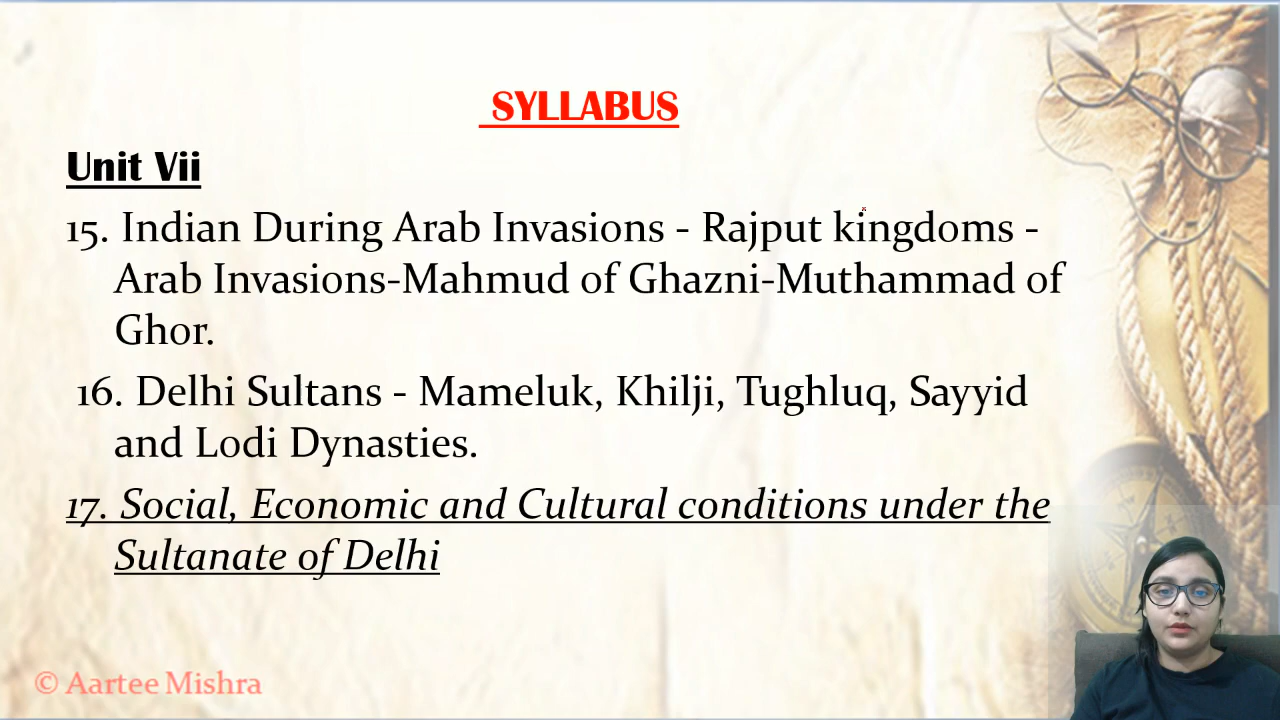 SYLLABUS
Unit Vii
15. Indian During Arab Invasions - Rajput kingdoms -
Arab Invasions-Mahmud of Ghazni-Muthammad of
Ghor.
16. Delhi Sultans - Mameluk, Khilji, Tughluq, Sayyid
and Lodi Dynasties.
17. Social, Economic and Cultural conditions under the
Sultanate of Delhi
© Aartee Mishra